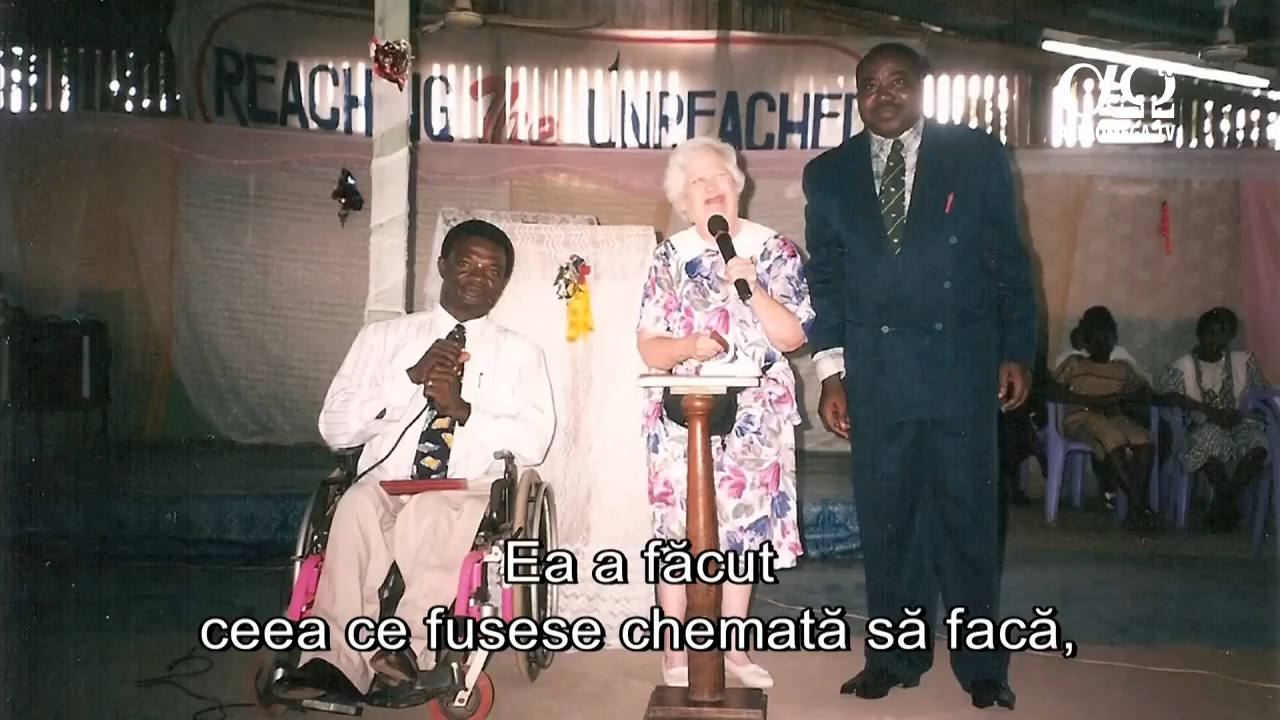 REACHING The UNREACHED
Ea a făcut
ceea ce fusese chemată să facă,